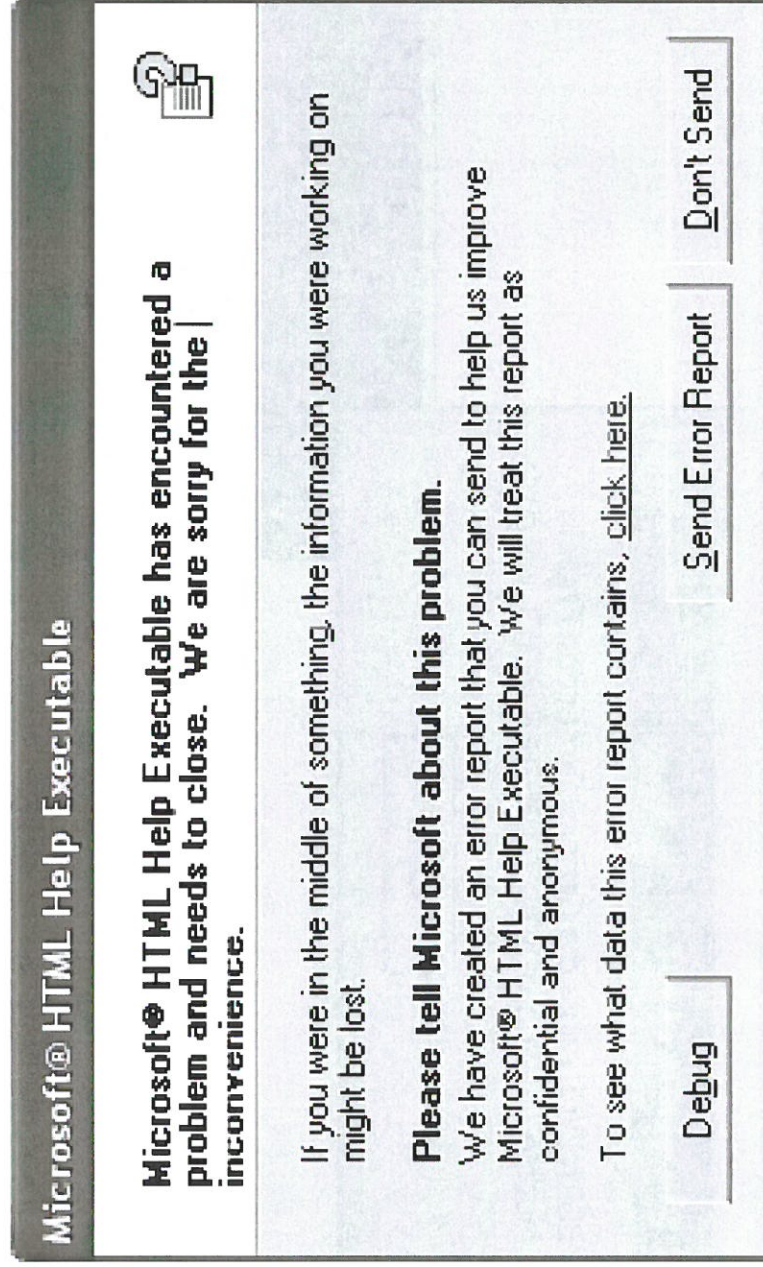 Microsoft® HTML Help Executable
Microsoft® HTML Help Executable has encountered a
problem and needs to close.  We are sorry for the
inconvenience.
If you were in the middle of something, the information you were working on
might be lost.
Please tell Microsoft about this problem.
We have created an error report that you can send to help us improve
Microsoft® HTML Help Executable.  We will treat this report as
confidential and anonymous.
To see what data this error report contains, click here.
Debug
Send Error Report
Don't Send